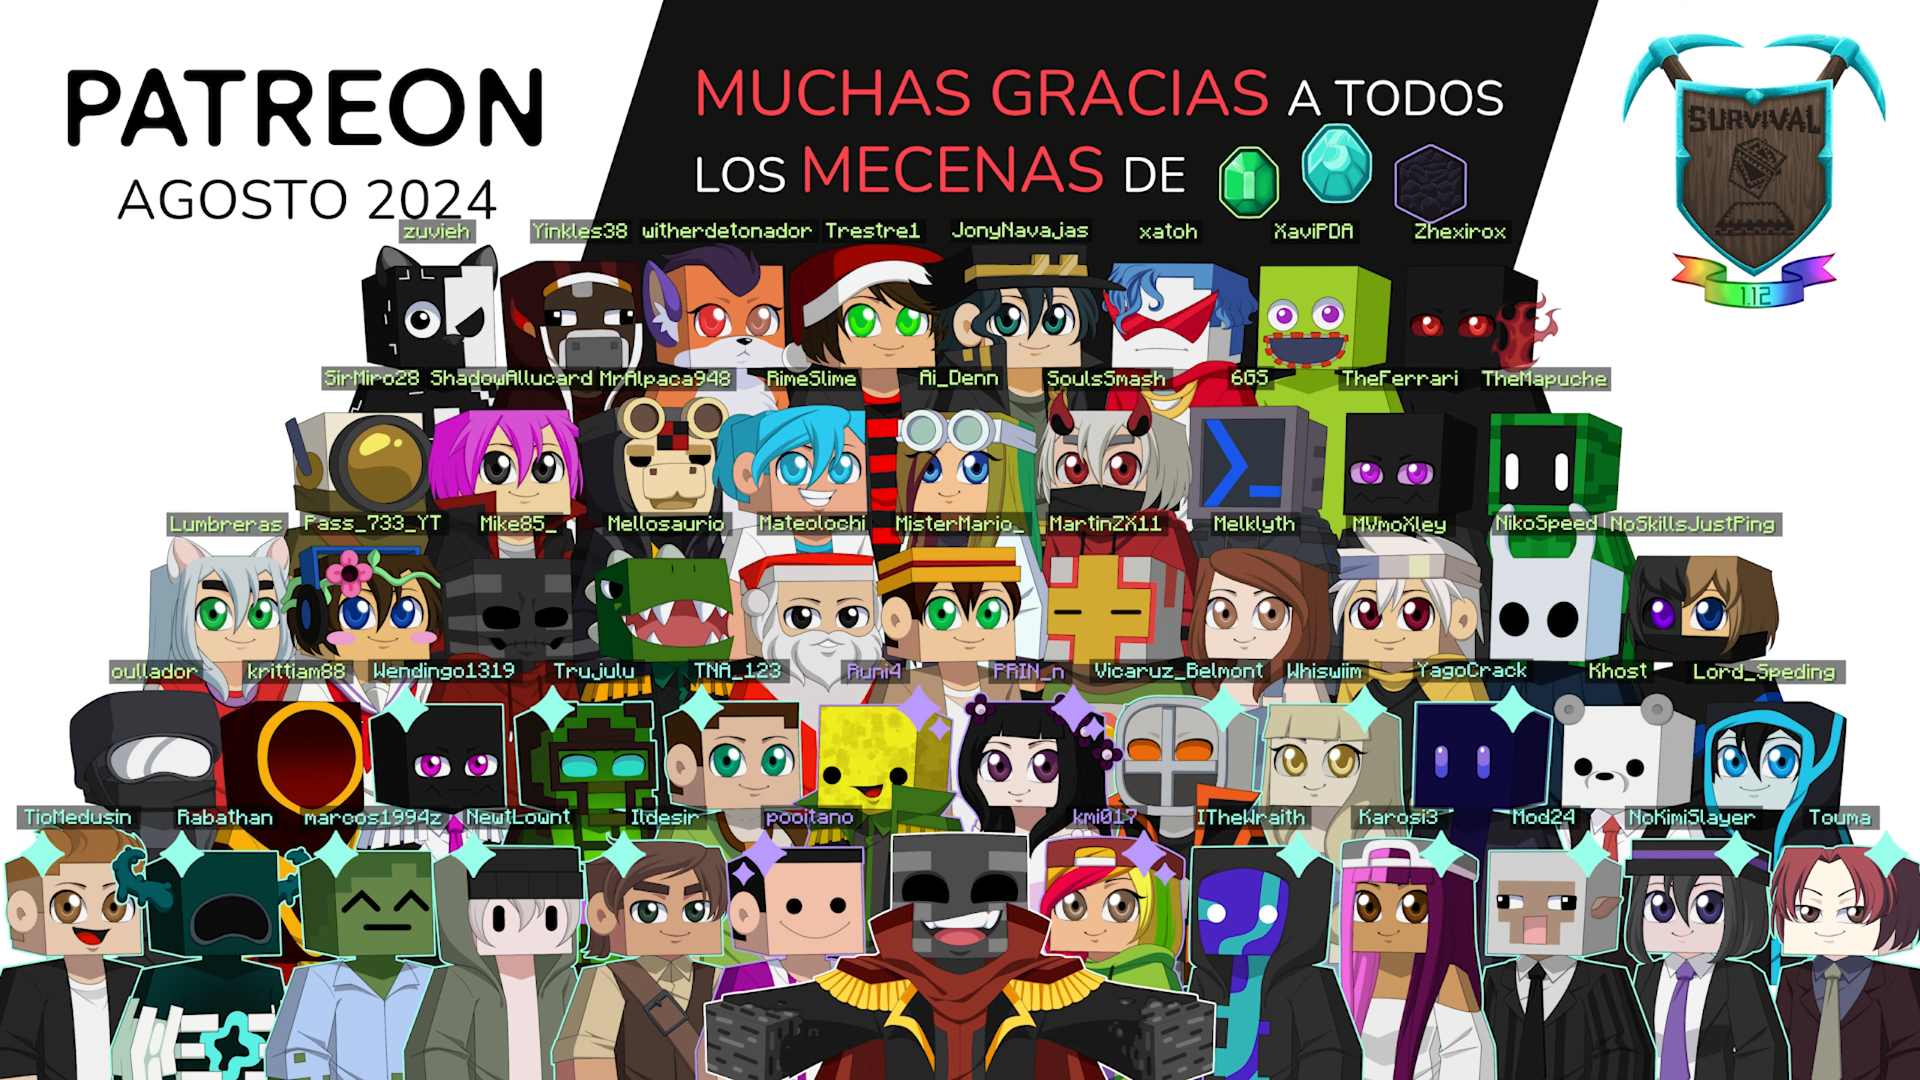 PATREON
AGOSTO 2024
MUCHAS GRACIAS A TODOS
LOS MECENAS DE
SURVIVAL
1.12
zuvieh Yinkles38 witherdetonador Trestre1 JonyNavajas xatoh XaviPDA Zhexirox
SirMiro28 ShadowAllucard MrAlpaca948 RimeSlime Ai_Denn SoulsSmash 6GS TheFerrari TheMapuche
Lumbreras Pass_733_YT Mike85_ Mellosaurio Mateolochi MisterMario_ MartinZX11 Melklyth MVmoXley NikoSpeed NoSkillsJustPing
oullador krittiam88 Wendingo1319 Trujulu TNA_123 Runi4 PRIN_n Vicaruz_Belmont Whiswiim YagoCrack Khost Lord_Speding
TioMedusin Rabathan marcos1994z NewtLownt Ildesir pooitano kmi017 ITheWraith Karosi3 Mod24 NoKimiSlayer Touma